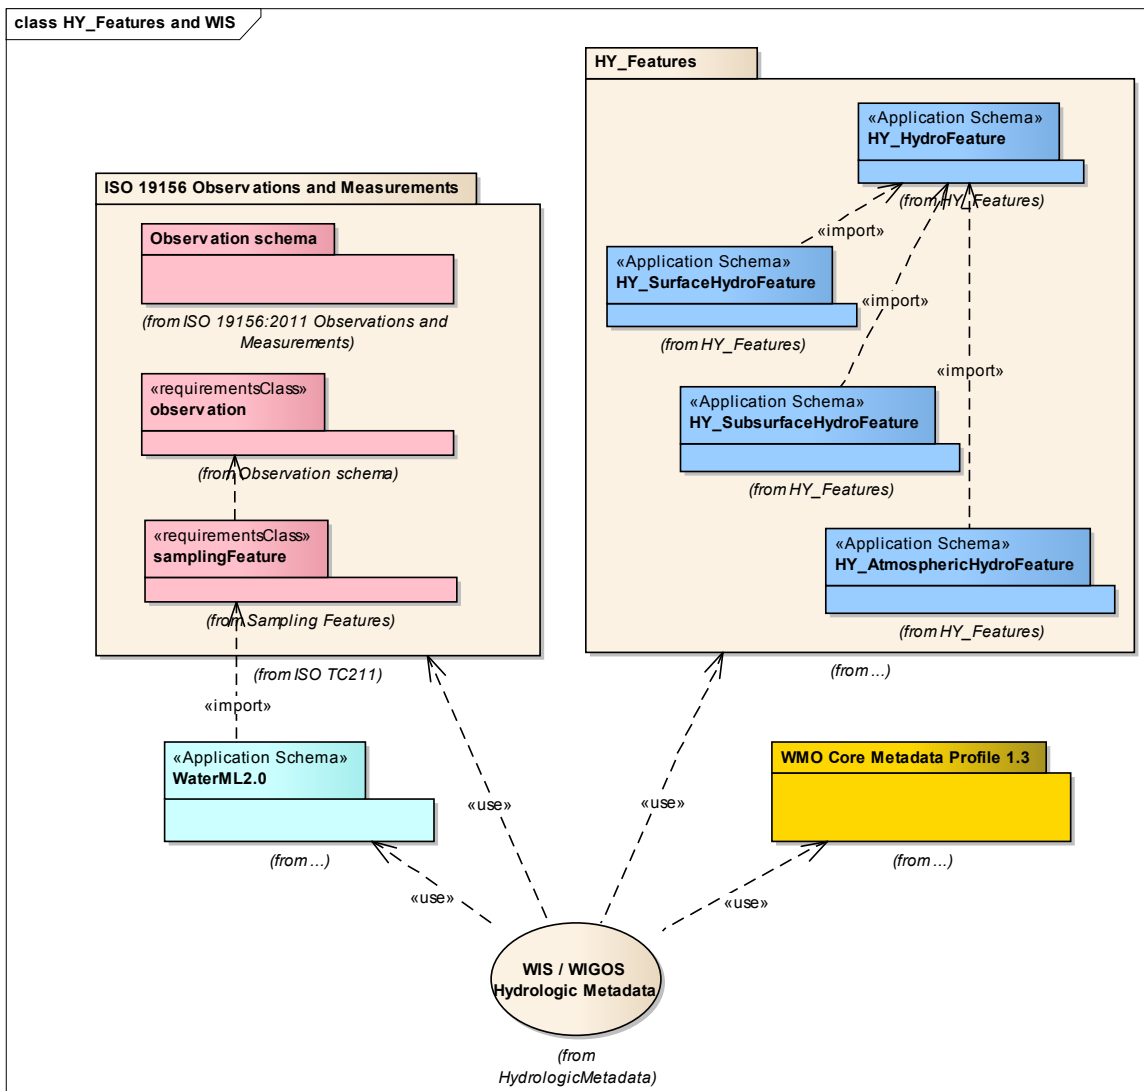 class HY_Features and WIS
HY_Features
«Application Schema»
HY_HydroFeature
(from HY_Features)
«import»
«Application Schema»
HY_SurfaceHydroFeature
(from HY_Features)
«import»
«import»
«Application Schema»
HY_SubsurfaceHydroFeature
(from HY_Features)
«Application Schema»
HY_AtmosphericHydroFeature
(from HY_Features)
(from ...)
ISO 19156 Observations and Measurements
Observation schema
(from ISO 19156:2011 Observations and
Measurements)
«requirementsClass»
observation
(from Observation schema)
«requirementsClass»
samplingFeature
(from Sampling Features)
(from ISO TC211)
«import»
«Application Schema»
WaterML2.0
(from ...)
WMO Core Metadata Profile 1.3
(from ...)
«use»
«use»
«use»
«use»
WIS / WIGOS
Hydrologic Metadata
(from
HydrologicMetadata)